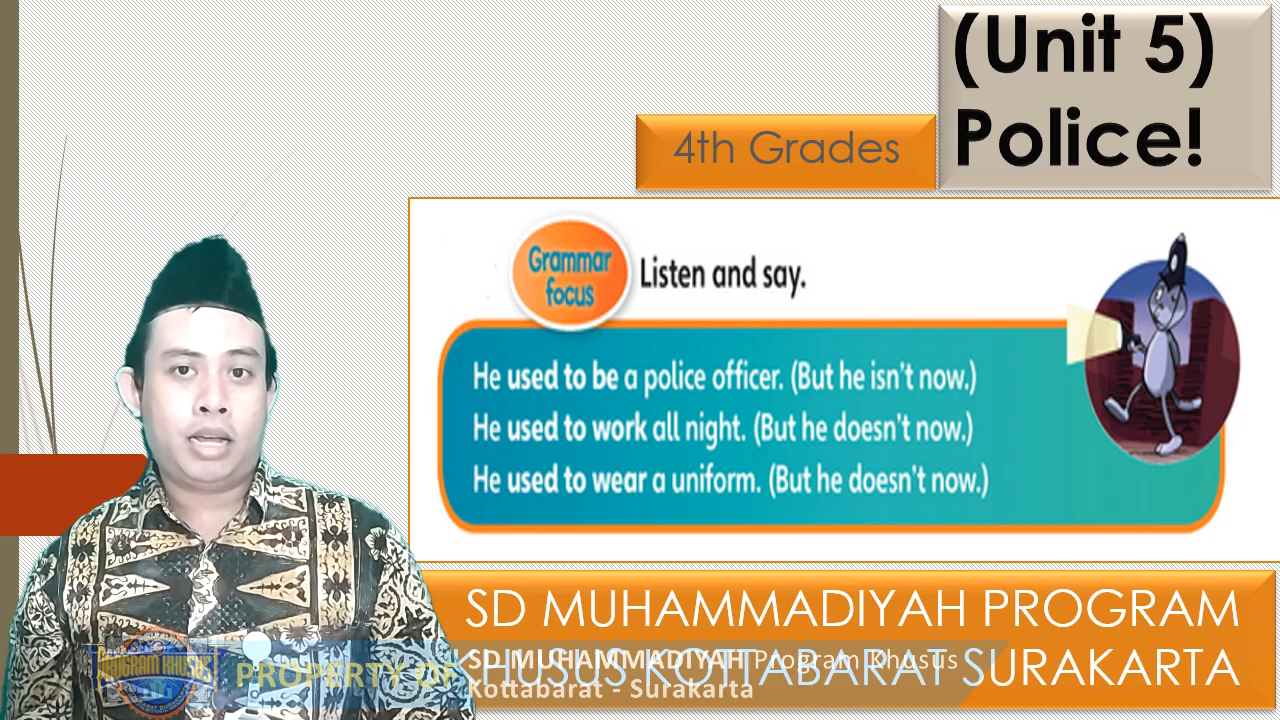 (Unit 5)
Police!
4th Grades
Grammar
focus
Listen and say.
He used to be a police officer. (But he isn't now.)
He used to work all night. (But he doesn't now.)
He used to wear a uniform. (But he doesn't now.)
SD MUHAMMADIYAH PROGRAM
KHUSUS KOTTABARAT SURAKARTA
PROGRAM KHUSUS
PROPERTY OF
SD MUHAMMADIYAH Program Khusus
Kottabarat - Surakarta